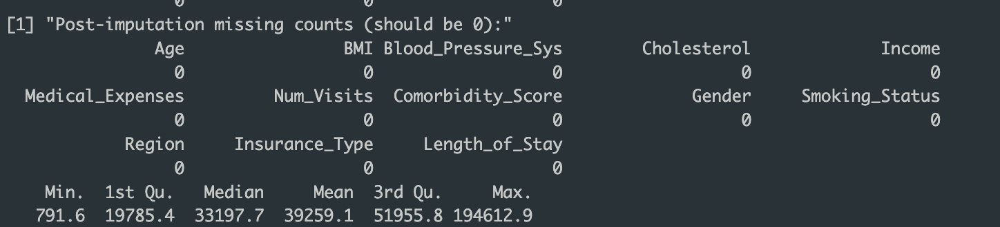 0 0 0
[1] "Post-imputation missing counts (should be 0):"
Age BMI Blood_Pressure_Sys Cholesterol Income
0 0 0 0 0
Medical_Expenses Num_Visits Comorbidity_Score Gender Smoking_Status
0 0 0 0 0
Region Insurance_Type Length_of_Stay
0 0 0
Min. 1st Qu. Median Mean 3rd Qu. Max.
791.6 19785.4 33197.7 39259.1 51955.8 194612.9